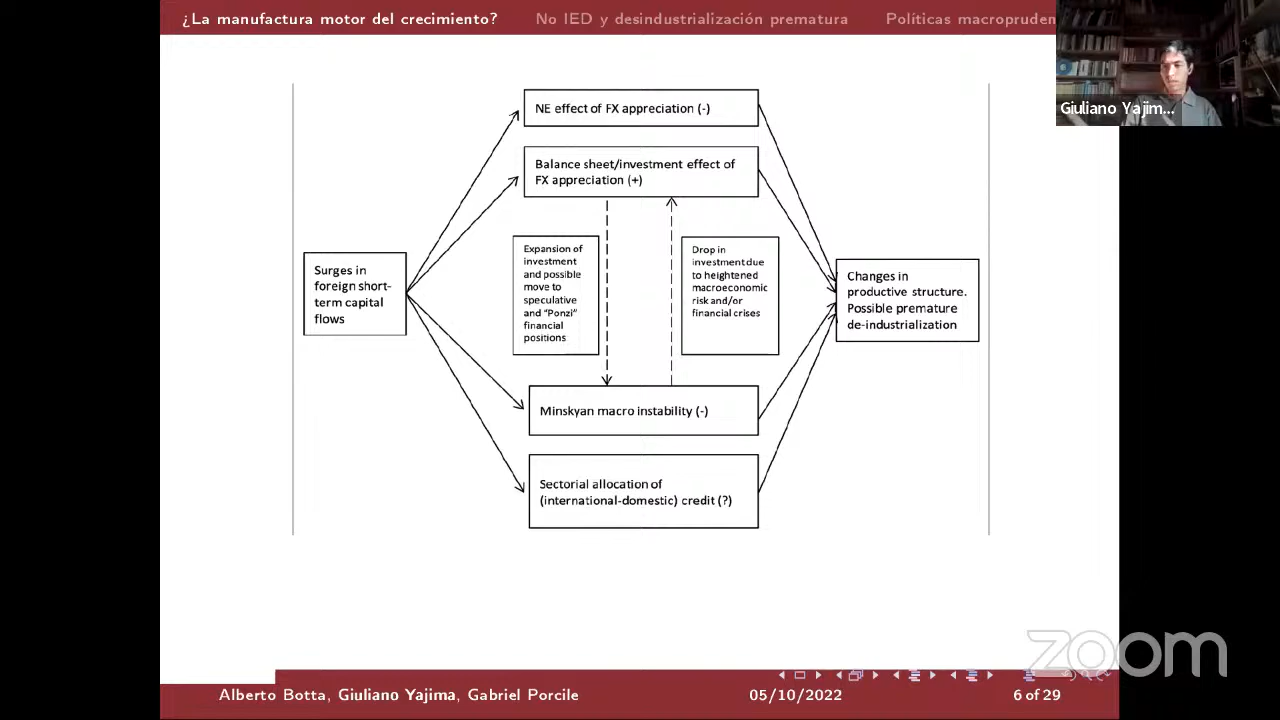 ¿La manufactura motor del crecimiento?
No IED y desindustrialización prematura
Políticas macropruden
Giuliano Yajim...
NE effect of FX appreciation (-)
Balance sheet/investment effect of
FX appreciation (+)
Surges in
foreign short-
term capital
flows
Expansion of
investment
and possible
move to
speculative
and "Ponzi"
financial
positions
Drop in
investment due
to heightened
macroeconomic
risk and/or
financial crises
Changes in
productive structure.
Possible premature
de-industrialization
Minskyan macro instability (-)
Sectorial allocation of
(international-domestic) credit (?)
zoom
Alberto Botta, Giuliano Yajima, Gabriel Porcile
05/10/2022
6 of 29